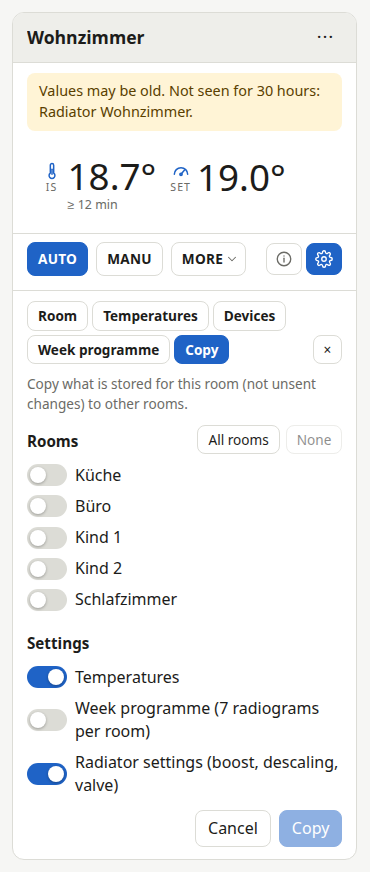 Wohnzimmer ...
Values may be old. Not seen for 30 hours:
Radiator Wohnzimmer.
IS 18.7° SET 19.0°
≥ 12 min
AUTO MANU MORE
Room Temperatures Devices
Week programme Copy ×
Copy what is stored for this room (not unsent
changes) to other rooms.
Rooms All rooms None
Küche
Büro
Kind 1
Kind 2
Schlafzimmer
Settings
Temperatures
Week programme (7 radiograms
per room)
Radiator settings (boost, descaling,
valve)
Cancel Copy